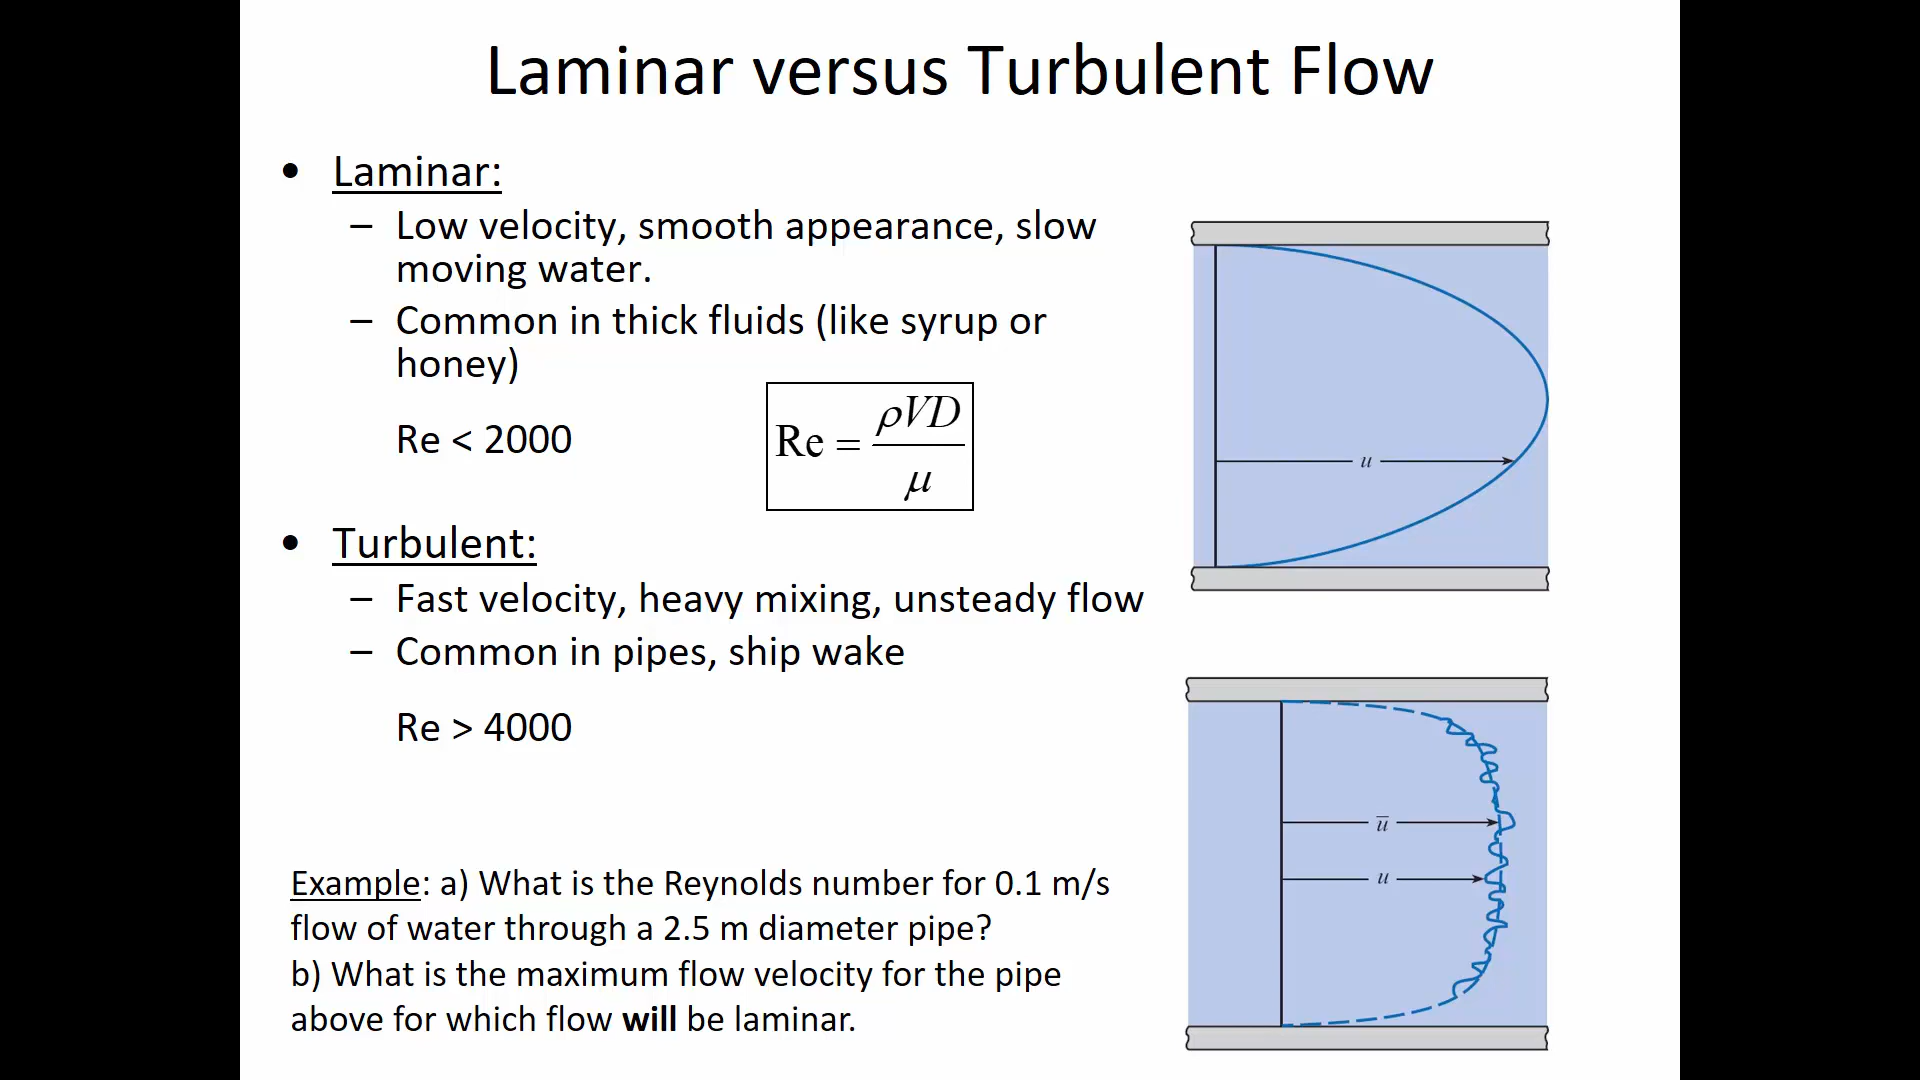 Laminar versus Turbulent Flow
• Laminar:
– Low velocity, smooth appearance, slow
moving water.
– Common in thick fluids (like syrup or
honey)
Re < 2000
Re = ρVD / μ
• Turbulent:
– Fast velocity, heavy mixing, unsteady flow
– Common in pipes, ship wake
Re > 4000
Example: a) What is the Reynolds number for 0.1 m/s
flow of water through a 2.5 m diameter pipe?
b) What is the maximum flow velocity for the pipe
above for which flow will be laminar.
u
u̅
u